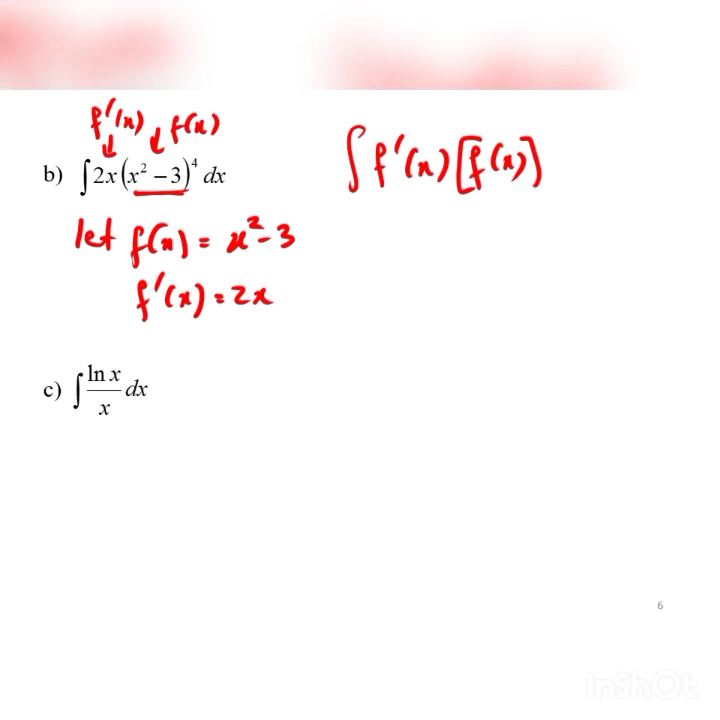 f'(x) f(x)
b) ∫2x(x² − 3)⁴ dx
∫ f'(x) [f(x)]
let f(x) = x² - 3
f'(x) = 2x
c) ∫ ln x / x dx
6
InShOt